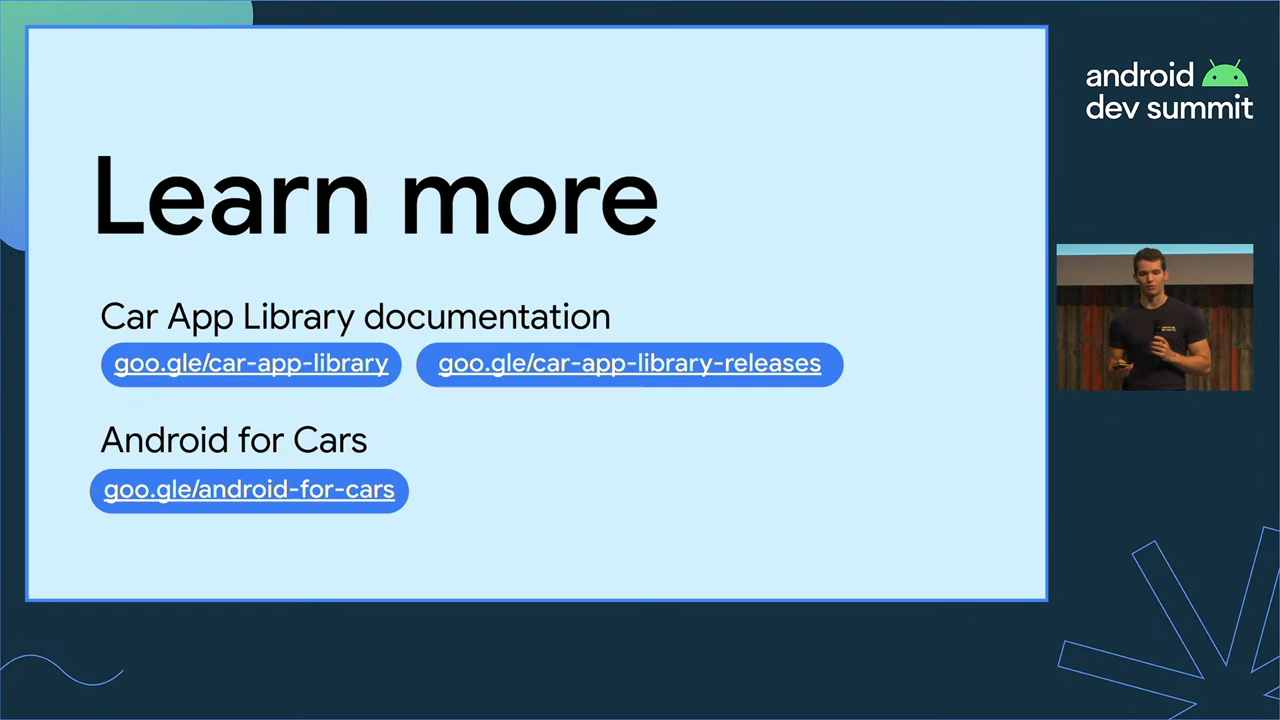 Learn more
Car App Library documentation
goo.gle/car-app-library
goo.gle/car-app-library-releases
Android for Cars
goo.gle/android-for-cars
android
dev summit